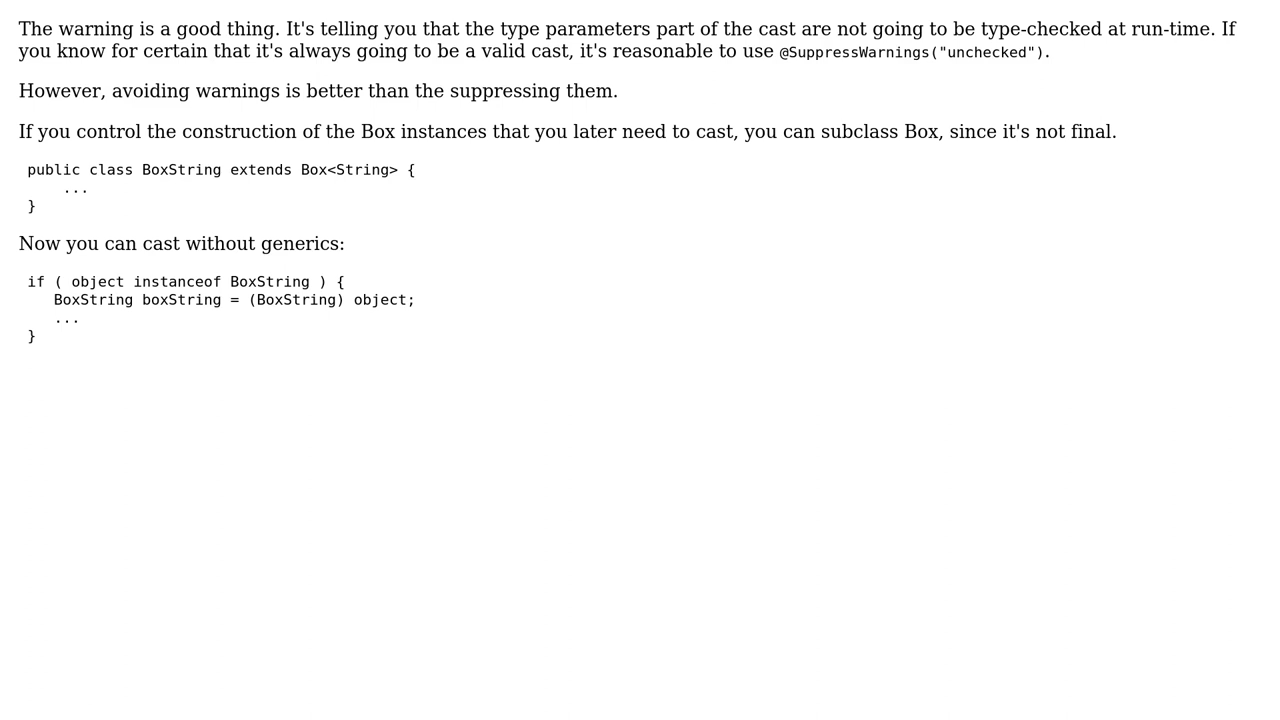 The warning is a good thing. It's telling you that the type parameters part of the cast are not going to be type-checked at run-time. If
you know for certain that it's always going to be a valid cast, it's reasonable to use @SuppressWarnings("unchecked").
However, avoiding warnings is better than the suppressing them.
If you control the construction of the Box instances that you later need to cast, you can subclass Box, since it's not final.
public class BoxString extends Box<String> {
    ...
}
Now you can cast without generics:
if ( object instanceof BoxString ) {
   BoxString boxString = (BoxString) object;
   ...
}